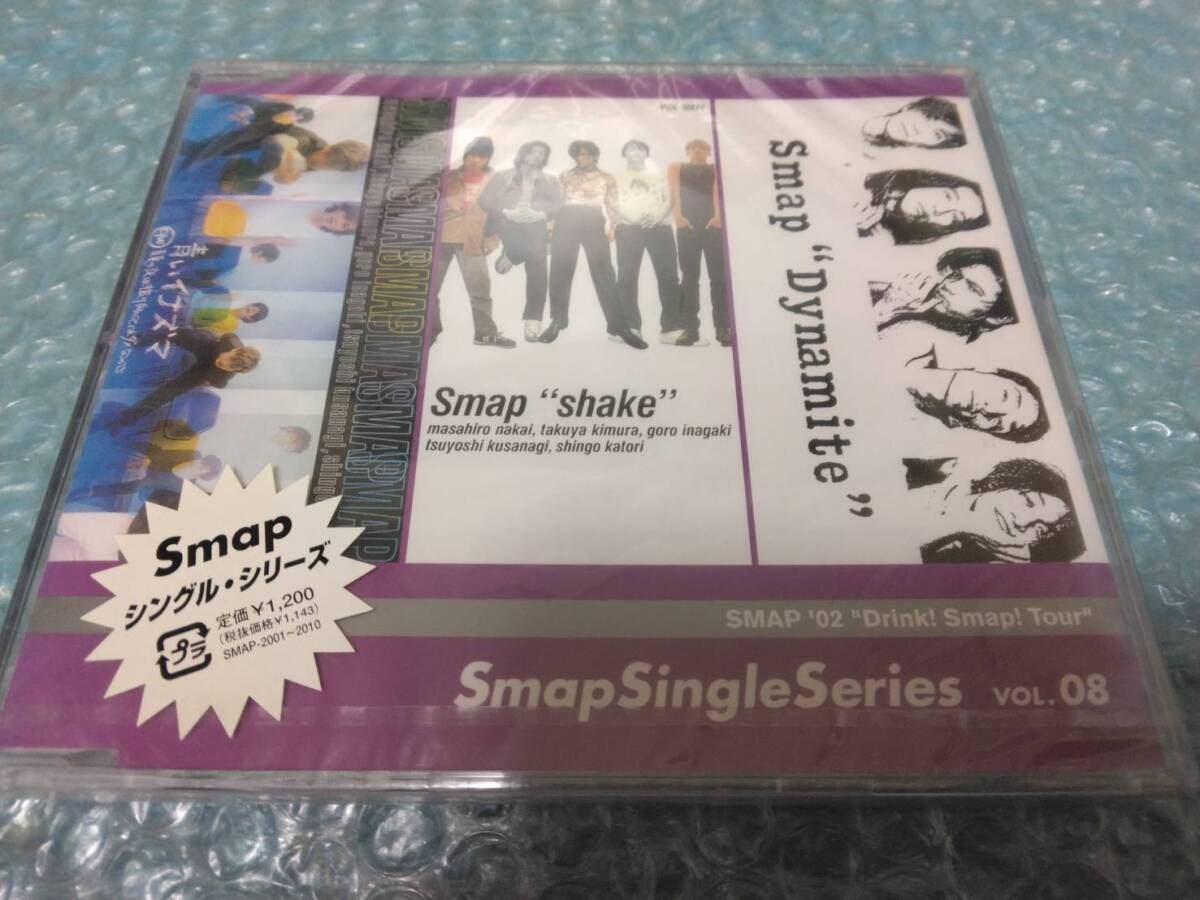 青いイナズマ
Smap “shake”
masahiro nakai, takuya kimura, goro inagaki
tsuyoshi kusanagi, shingo katori
Smap “Dynamite”
Smap
シングル・シリーズ
定価¥1,200
(税抜価格¥1,143)
SMAP-2001~2010
プラ
SMAP '02 "Drink! Smap! Tour"
SmapSingleSeries VOL. 08